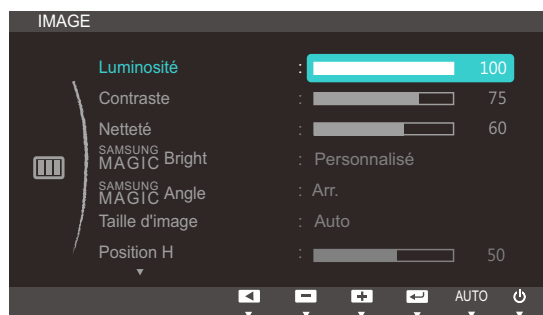 IMAGE
Luminosité : 100
Contraste : 75
Netteté : 60
SAMSUNG MAGIC Bright : Personnalisé
SAMSUNG MAGIC Angle : Arr.
Taille d'image : Auto
Position H : 50
AUTO